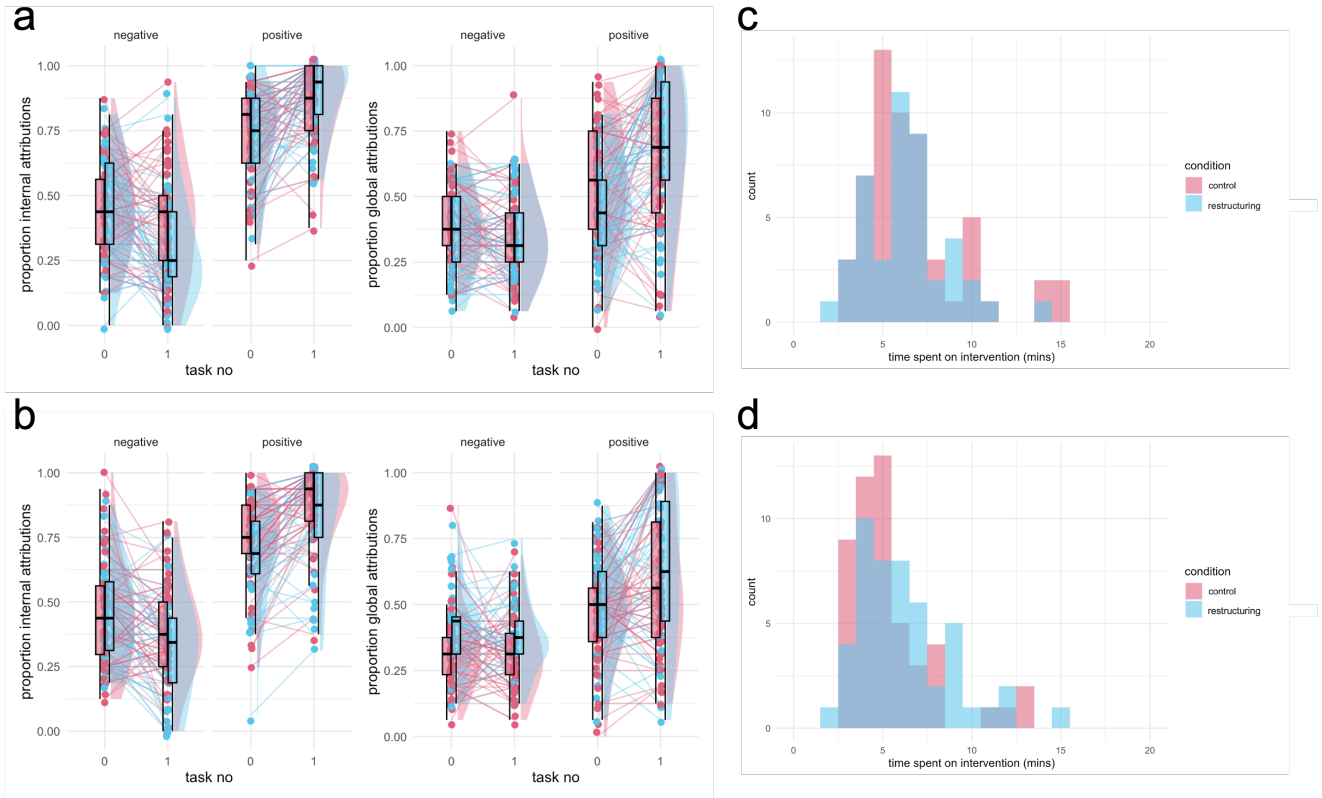 a
negative
positive
negative
positive
proportion internal attributions
1.00
0.75
0.50
0.25
0.00
0
1
0
1
task no
proportion global attributions
1.00
0.75
0.50
0.25
0.00
0
1
0
1
task no
c
count
10
5
0
0
5
10
15
20
time spent on intervention (mins)
condition
control
restructuring
b
negative
positive
negative
positive
proportion internal attributions
1.00
0.75
0.50
0.25
0.00
0
1
0
1
task no
proportion global attributions
1.00
0.75
0.50
0.25
0.00
0
1
0
1
task no
d
count
10
5
0
0
5
10
15
20
time spent on intervention (mins)
condition
control
restructuring